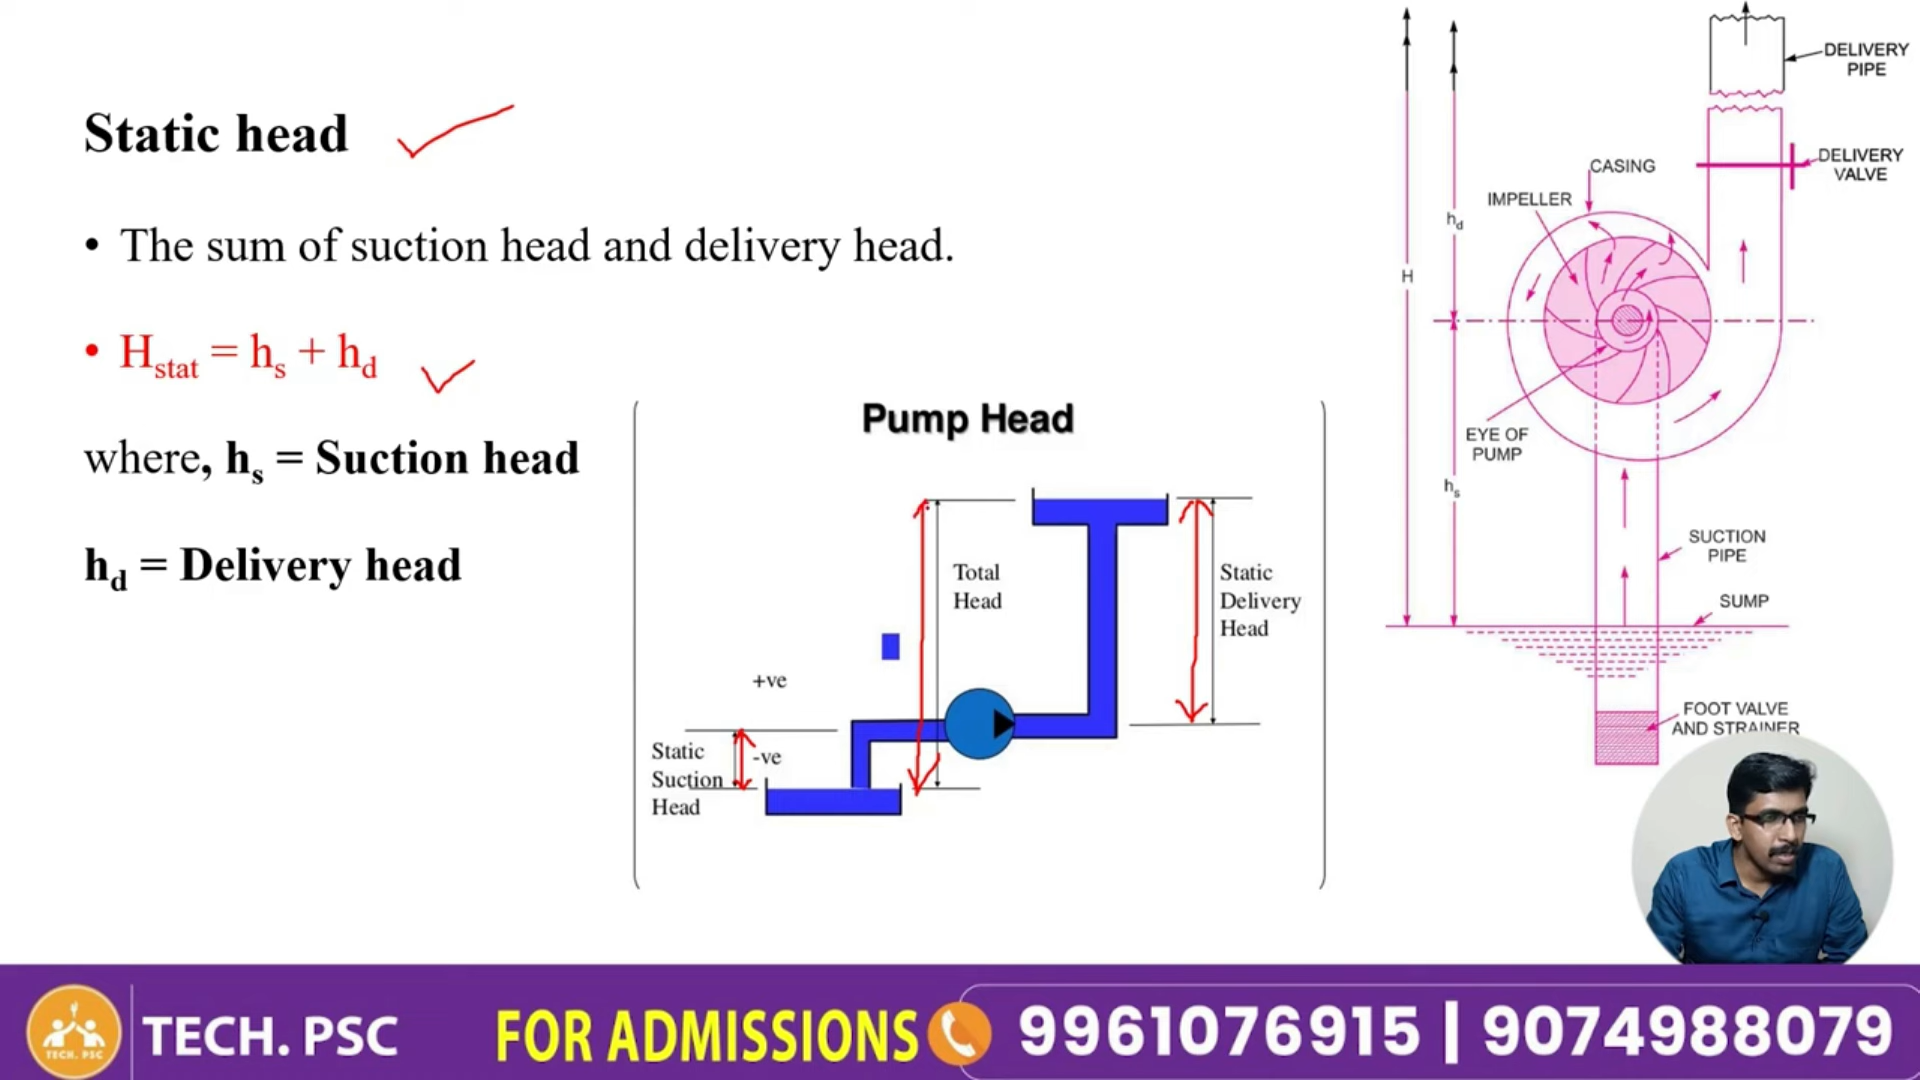 Static head
• The sum of suction head and delivery head.
• Hstat = hs + hd
where, hs = Suction head
hd = Delivery head
Pump Head
Total
Head
Static
Delivery
Head
+ve
-ve
Static
Suction
Head
DELIVERY
PIPE
DELIVERY
VALVE
CASING
IMPELLER
hd
H
EYE OF
PUMP
hs
SUCTION
PIPE
SUMP
FOOT VALVE
AND STRAINER
TECH. PSC
TECH. PSC
FOR ADMISSIONS
9961076915 | 9074988079